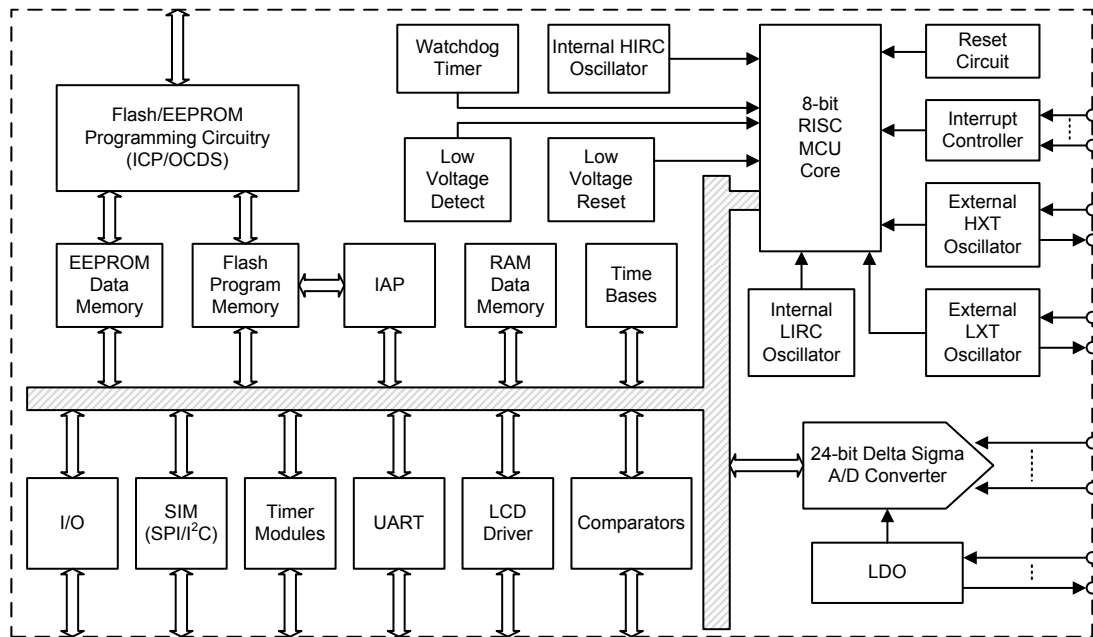 Watchdog
Timer
Internal HIRC
Oscillator
8-bit
RISC
MCU
Core
Reset
Circuit
Flash/EEPROM
Programming Circuitry
(ICP/OCDS)
Interrupt
Controller
Low
Voltage
Detect
Low
Voltage
Reset
External
HXT
Oscillator
EEPROM
Data
Memory
Flash
Program
Memory
IAP
RAM
Data
Memory
Time
Bases
Internal
LIRC
Oscillator
External
LXT
Oscillator
24-bit Delta Sigma
A/D Converter
I/O
SIM
(SPI/I²C)
Timer
Modules
UART
LCD
Driver
Comparators
LDO